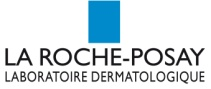 LA ROCHE-POSAY
LABORATOIRE DERMATOLOGIQUE